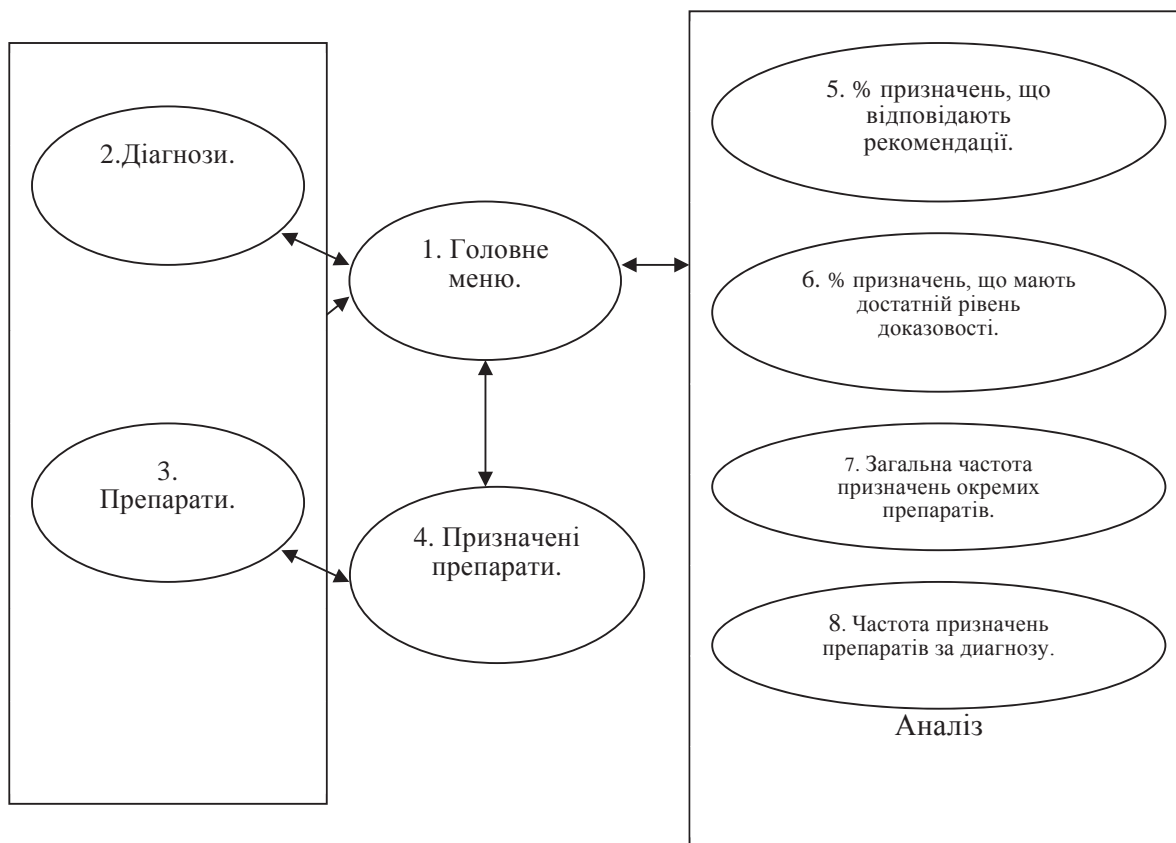 2.Діагнози.
3.
Препарати.
1. Головне
меню.
4. Призначені
препарати.
5. % призначень, що
відповідають
рекомендації.
6. % призначень, що мають
достатній рівень
доказовості.
7. Загальна частота
призначень окремих
препаратів.
8. Частота призначень
препаратів за диагнозу.
Аналіз